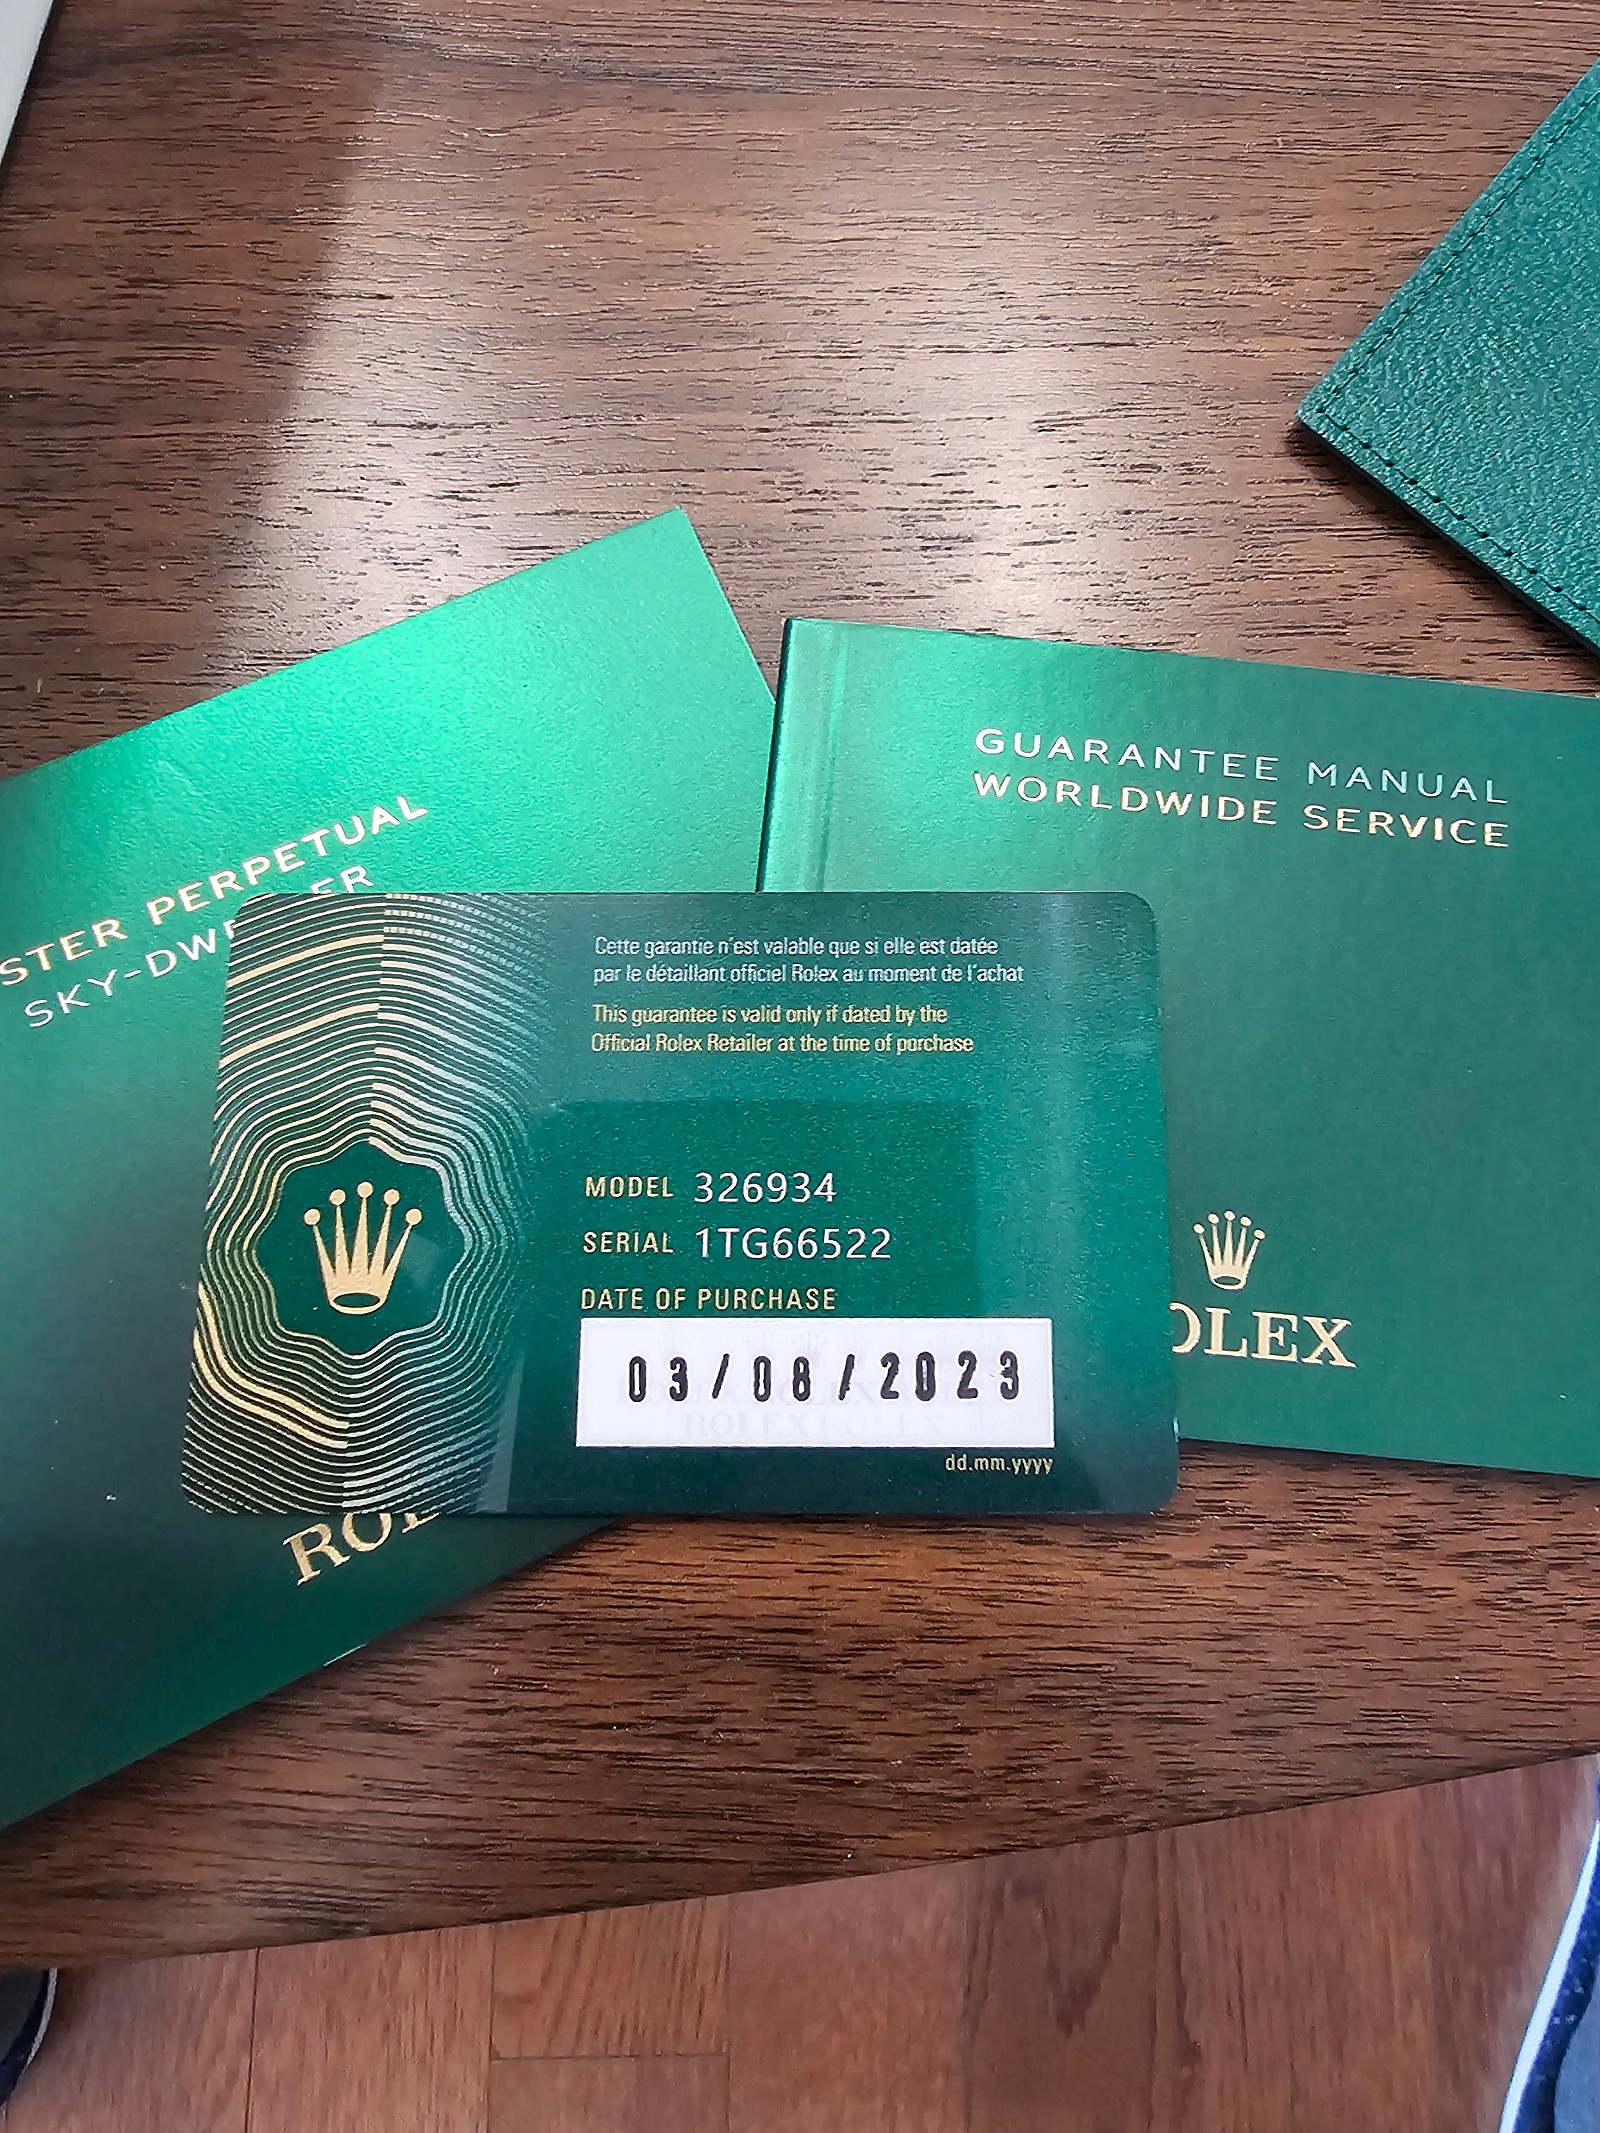 STER PERPETUAL
SKY-DW ER
ROL
GUARANTEE MANUAL
WORLDWIDE SERVICE
OLEX
Cette garantie n'est valable que si elle est datée
par le détaillant officiel Rolex au moment de l'achat
This guarantee is valid only if dated by the
Official Rolex Retailer at the time of purchase
MODEL 326934
SERIAL 1TG66522
DATE OF PURCHASE
03/08/2023
ROLEX
dd.mm.yyyy